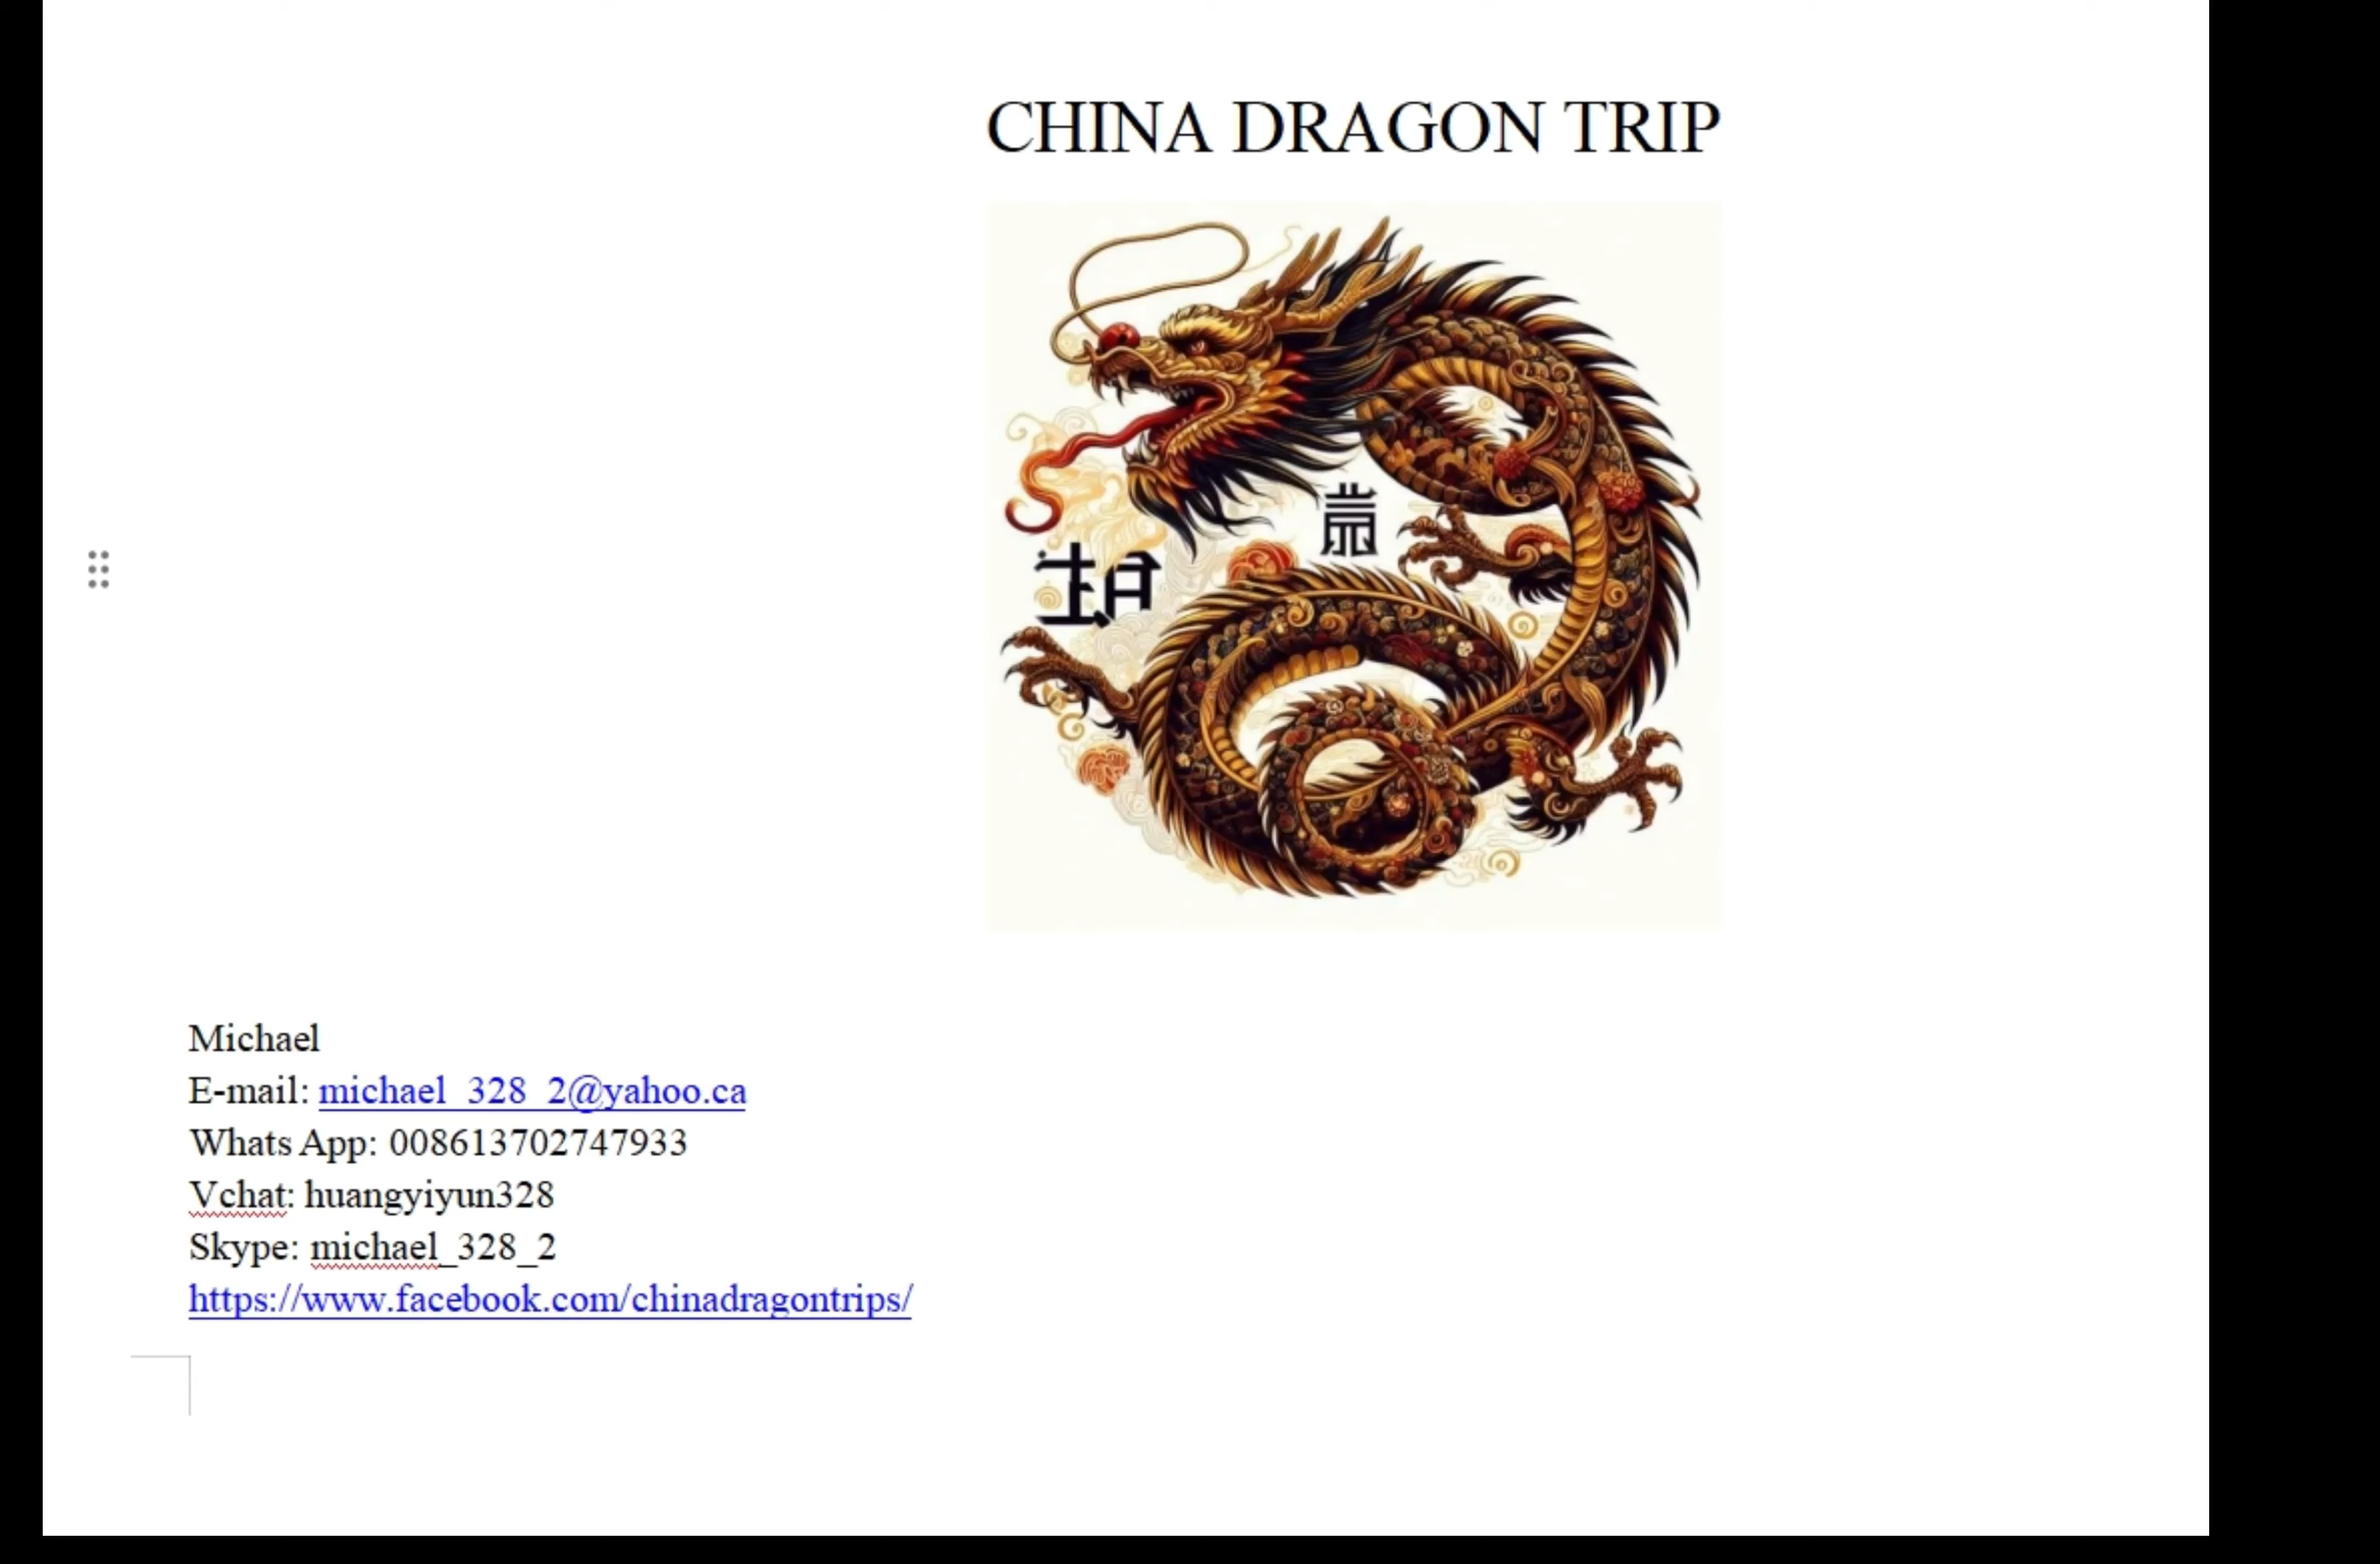 CHINA DRAGON TRIP
Michael
E-mail: michael_328_2@yahoo.ca
Whats App: 008613702747933
Vchat: huangyiyun328
Skype: michael_328_2
https://www.facebook.com/chinadragontrips/